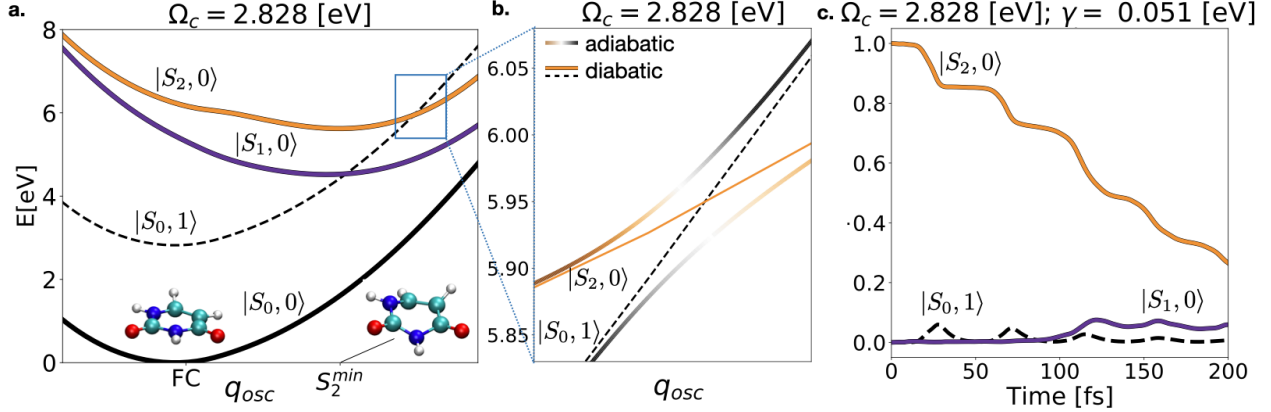 a.
Ω_c = 2.828 [eV]
8
6
4
2
0
E[eV]
|S_2, 0⟩
|S_1, 0⟩
|S_0, 1⟩
|S_0, 0⟩
FC
q_osc
S_2^min
b.
Ω_c = 2.828 [eV]
adiabatic
diabatic
6.05
6.00
5.95
5.90
5.85
|S_2, 0⟩
|S_0, 1⟩
q_osc
c.
Ω_c = 2.828 [eV]; γ = 0.051 [eV]
1.0
0.8
0.6
·0.4
0.2
0.0
|S_2, 0⟩
|S_0, 1⟩
|S_1, 0⟩
0
50
100
150
200
Time [fs]